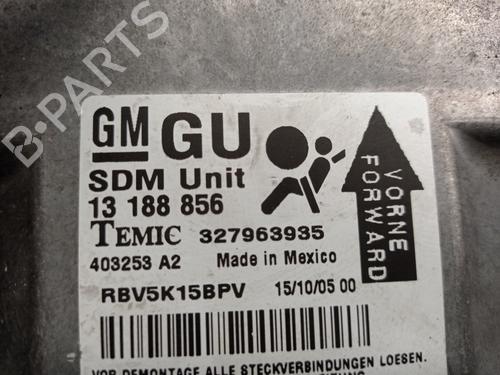 B-PARTS
GM GU
SDM Unit
13 188 856
TEMIC 327963935
403253 A2 Made in Mexico
RBV5K15BPV 15/10/05 00
VORNE
FORWARD
VOR DEMONTAGE ALLE STECKVERBINDUNGEN LOESEN.